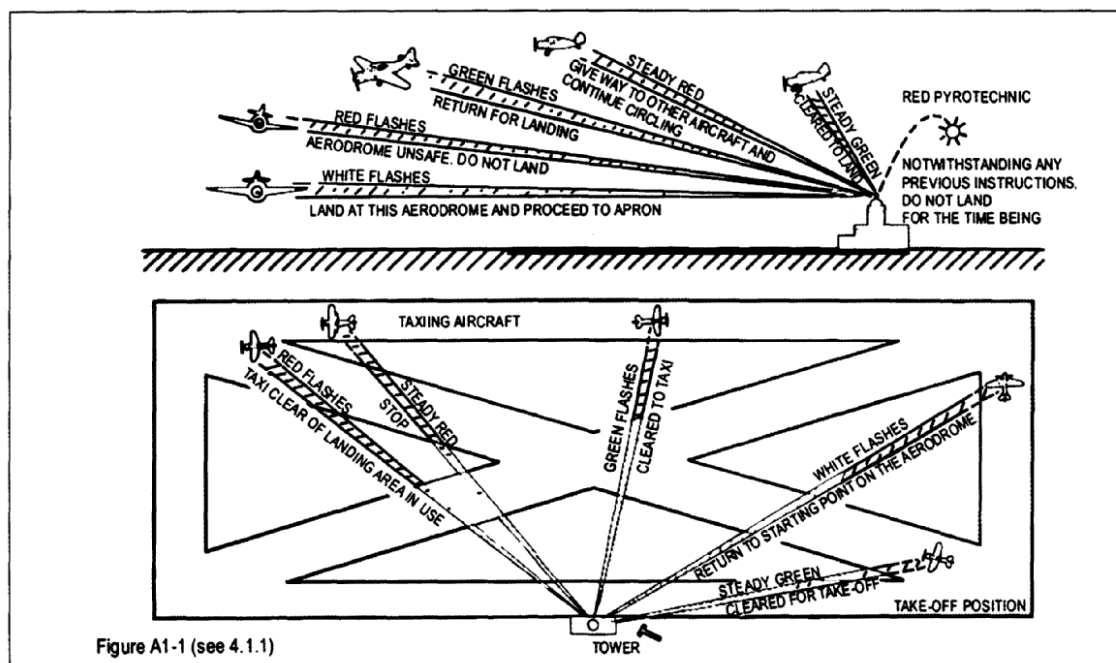 STEADY RED
GIVE WAY TO OTHER AIRCRAFT AND
CONTINUE CIRCLING
GREEN FLASHES
RETURN FOR LANDING
STEADY GREEN
CLEARED TO LAND
RED PYROTECHNIC
RED FLASHES
AERODROME UNSAFE. DO NOT LAND
NOTWITHSTANDING ANY
PREVIOUS INSTRUCTIONS,
DO NOT LAND
FOR THE TIME BEING
WHITE FLASHES
LAND AT THIS AERODROME AND PROCEED TO APRON
TAXIING AIRCRAFT
RED FLASHES
TAXI CLEAR OF LANDING AREA IN USE
STEADY RED
STOP
GREEN FLASHES
CLEARED TO TAXI
WHITE FLASHES
RETURN TO STARTING POINT ON THE AERODROME
STEADY GREEN
CLEARED FOR TAKE-OFF
TAKE-OFF POSITION
Figure A1-1 (see 4.1.1)
TOWER